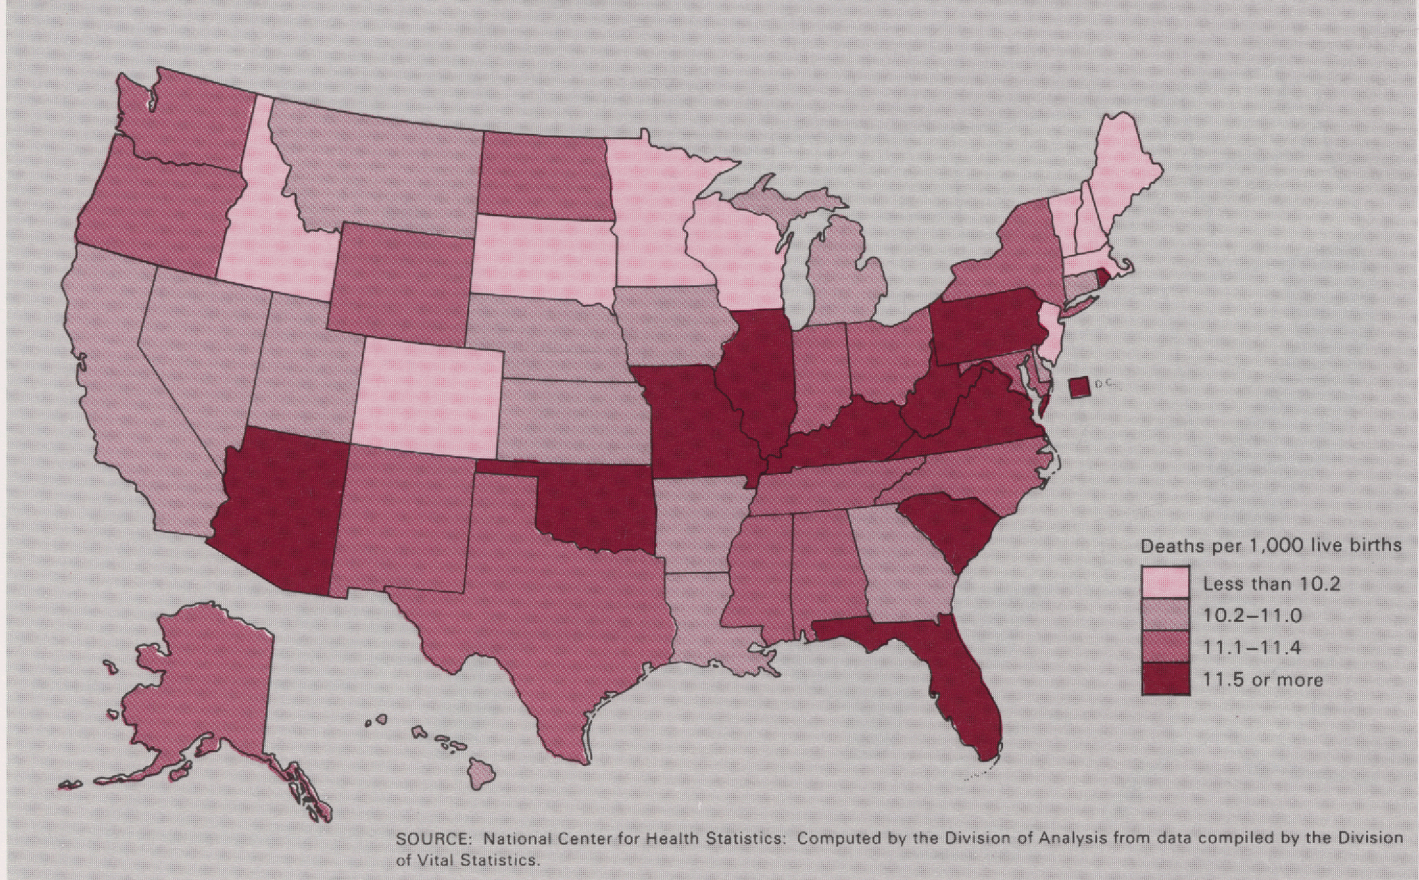 D.C.
Deaths per 1,000 live births
Less than 10.2
10.2–11.0
11.1–11.4
11.5 or more
SOURCE: National Center for Health Statistics: Computed by the Division of Analysis from data compiled by the Division
of Vital Statistics.